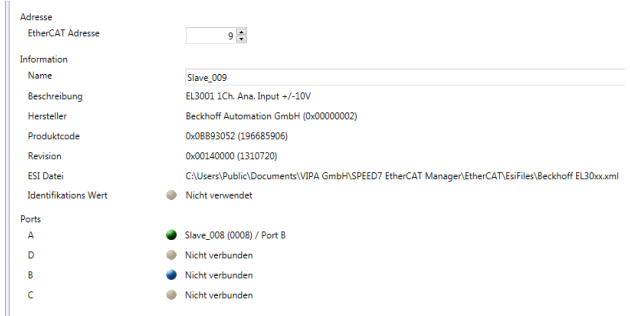 Adresse
EtherCAT Adresse 9
Information
Name Slave_009
Beschreibung EL3001 1Ch. Ana. Input +/-10V
Hersteller Beckhoff Automation GmbH (0x00000002)
Produktcode 0x0BB93052 (196685906)
Revision 0x00140000 (1310720)
ESI Datei C:\Users\Public\Documents\VIPA GmbH\SPEED7 EtherCAT Manager\EtherCAT\EsiFiles\Beckhoff EL30xx.xml
Identifikations Wert Nicht verwendet
Ports
A Slave_008 (0008) / Port B
D Nicht verbunden
B Nicht verbunden
C Nicht verbunden